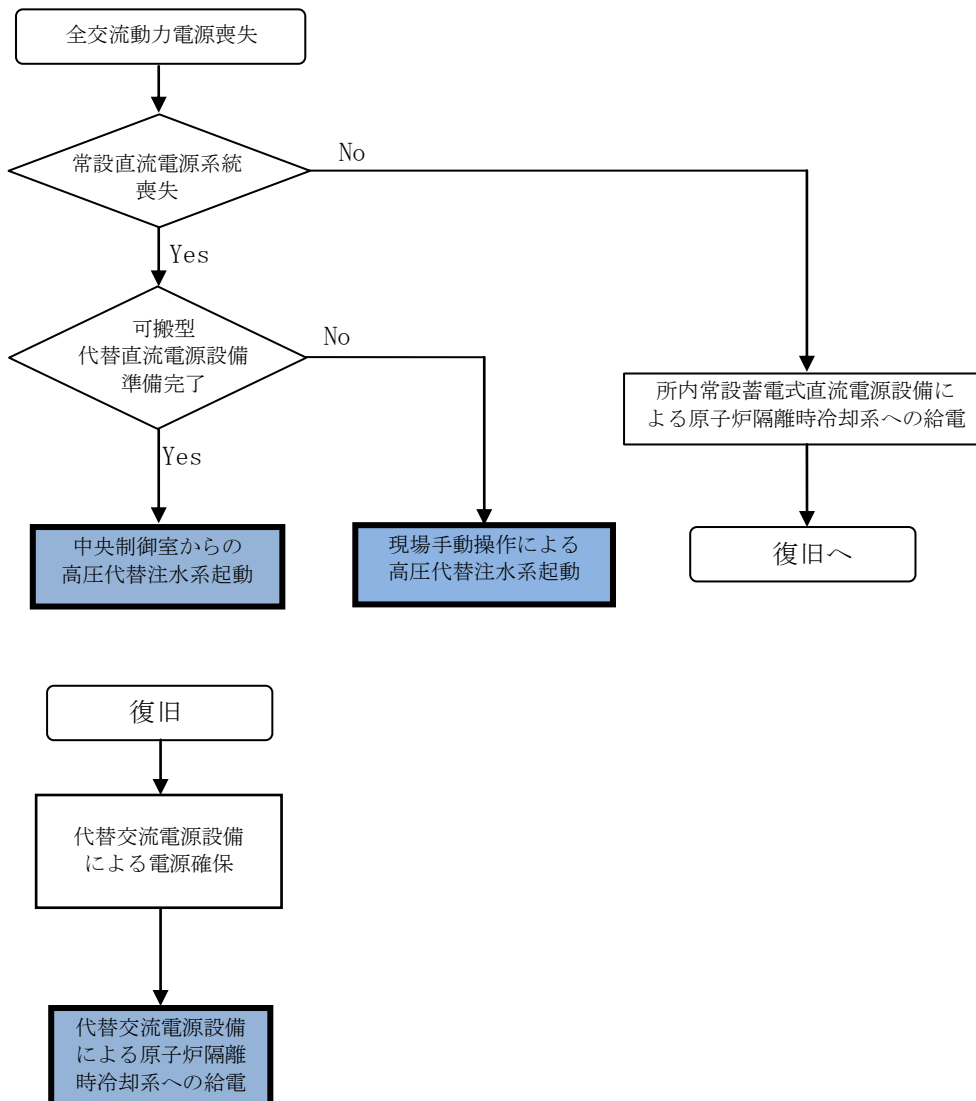 全交流動力電源喪失
常設直流電源系統
喪失
No
Yes
可搬型
代替直流電源設備
準備完了
No
Yes
所内常設蓄電式直流電源設備に
よる原子炉隔離時冷却系への給電
中央制御室からの
高圧代替注水系起動
現場手動操作による
高圧代替注水系起動
復旧へ
復旧
代替交流電源設備
による電源確保
代替交流電源設備
による原子炉隔離
時冷却系への給電